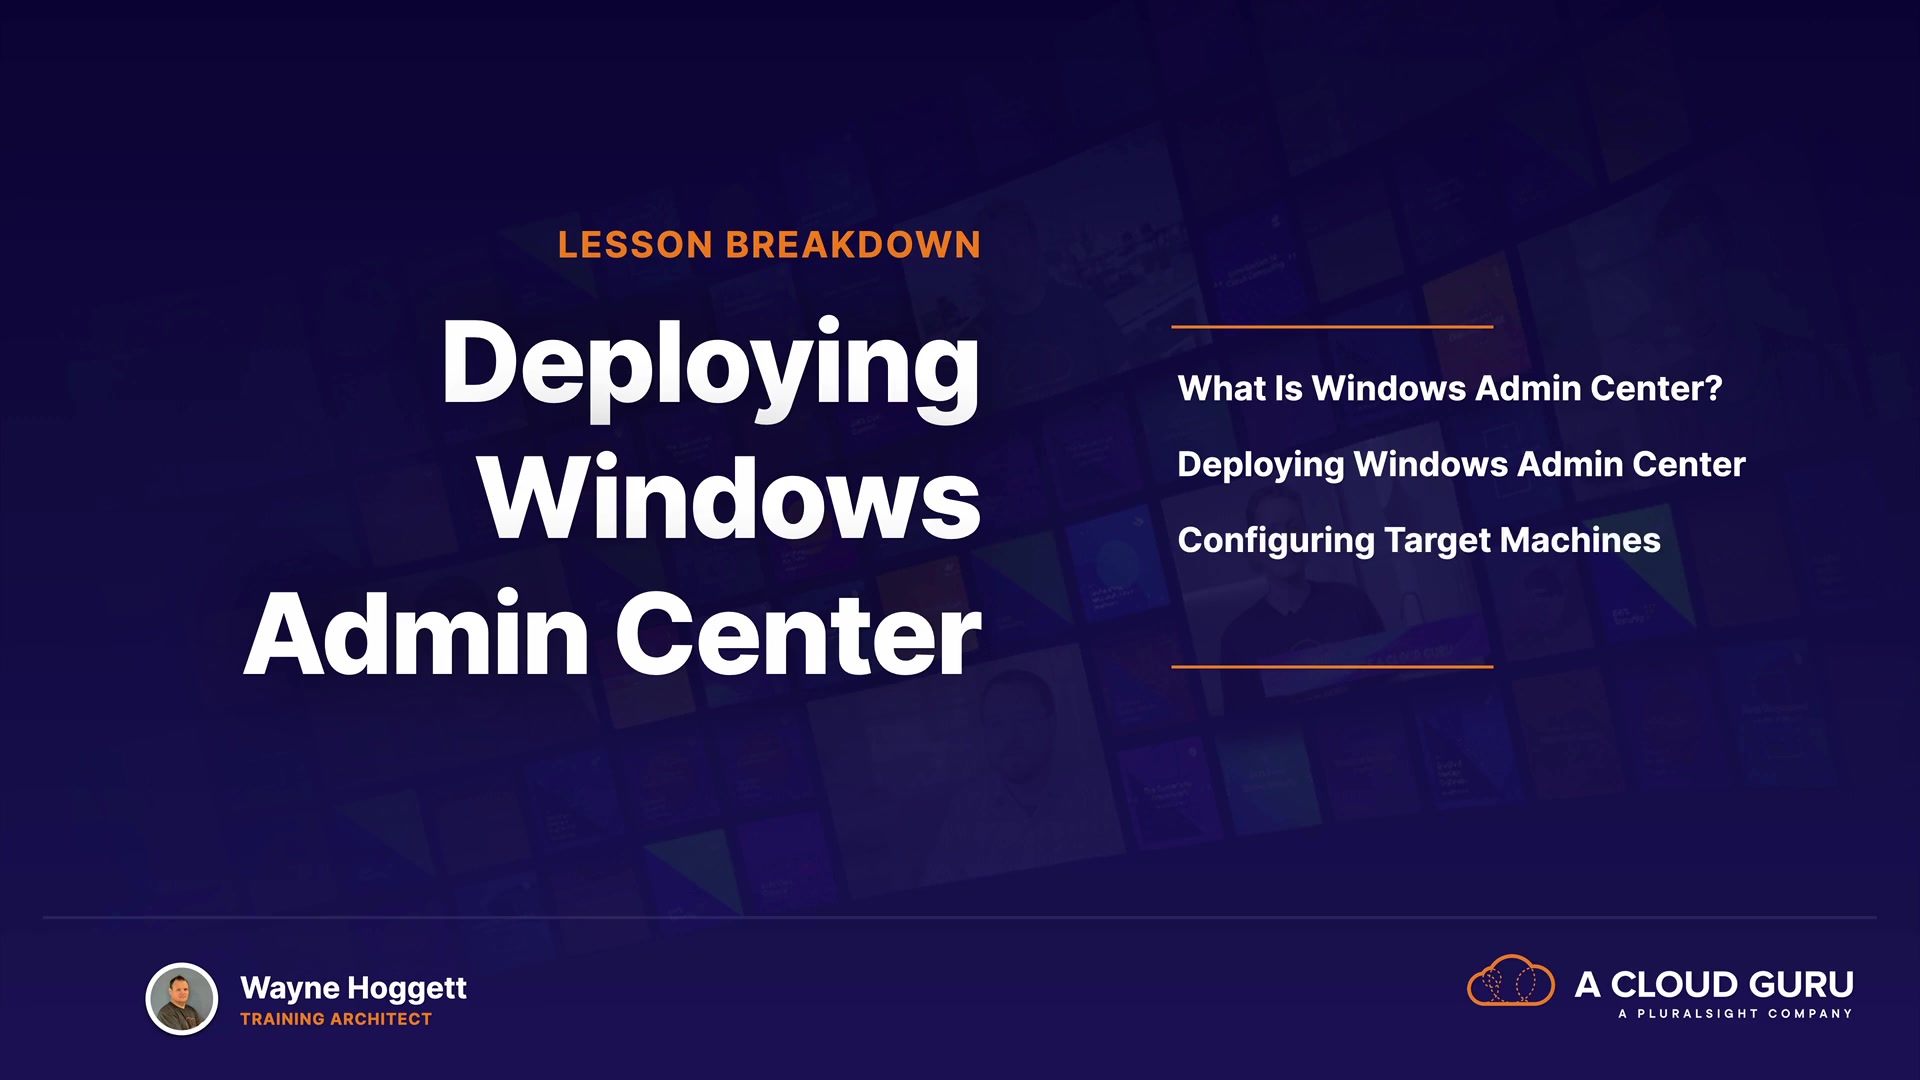 LESSON BREAKDOWN
Deploying
Windows
Admin Center
What Is Windows Admin Center?
Deploying Windows Admin Center
Configuring Target Machines
Wayne Hoggett
TRAINING ARCHITECT
A CLOUD GURU
A PLURALSIGHT COMPANY